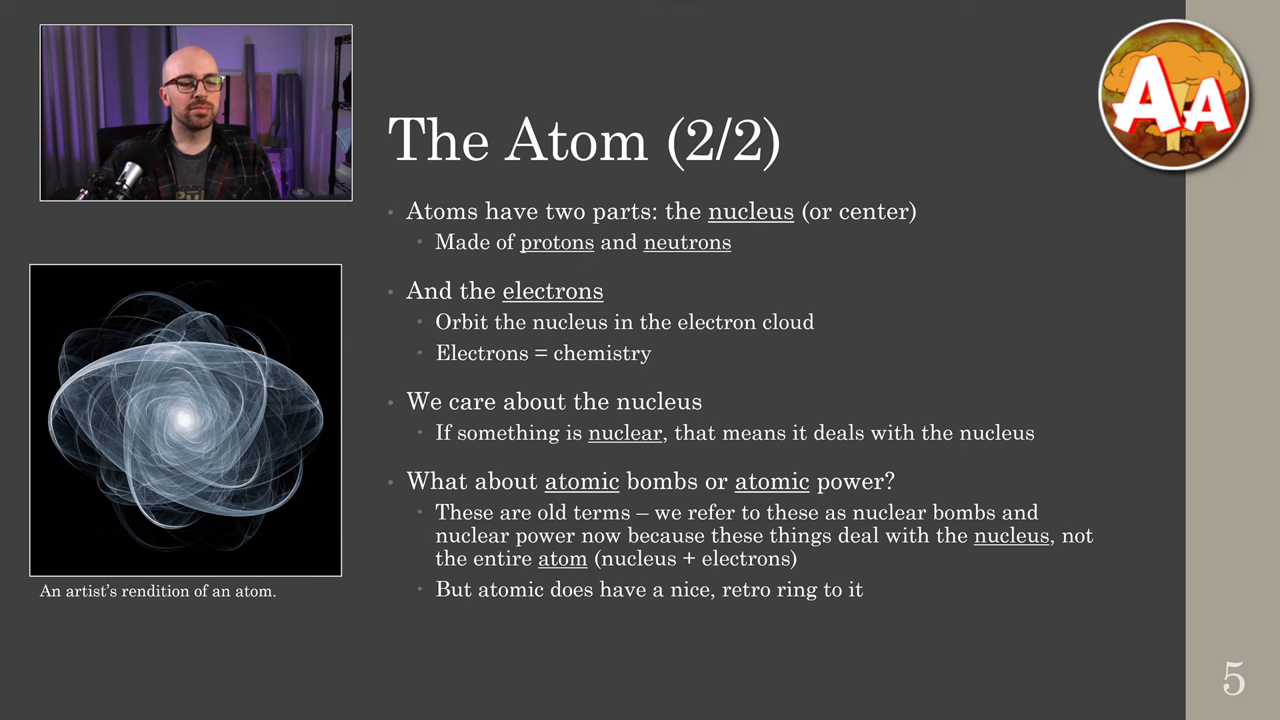 AA
The Atom (2/2)
Atoms have two parts: the nucleus (or center)
Made of protons and neutrons
And the electrons
Orbit the nucleus in the electron cloud
Electrons = chemistry
We care about the nucleus
If something is nuclear, that means it deals with the nucleus
What about atomic bombs or atomic power?
These are old terms – we refer to these as nuclear bombs and
nuclear power now because these things deal with the nucleus, not
the entire atom (nucleus + electrons)
But atomic does have a nice, retro ring to it
An artist's rendition of an atom.
5